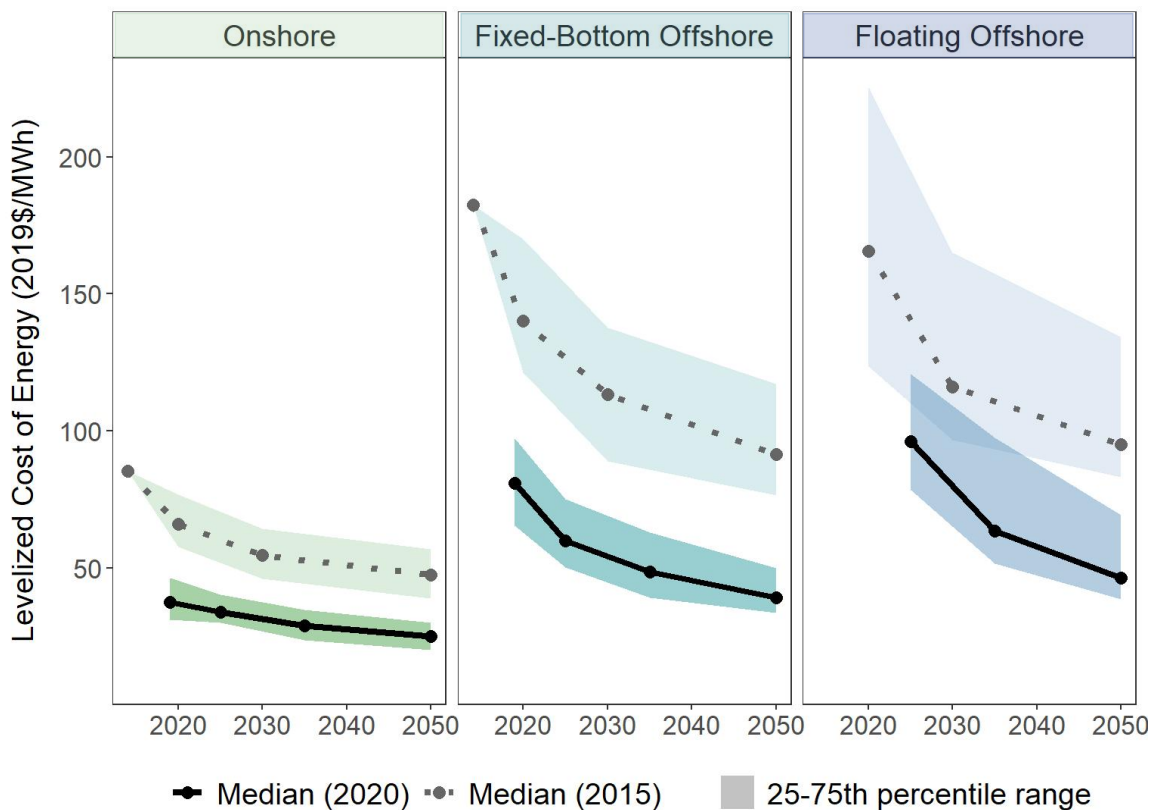 Onshore Fixed-Bottom Offshore Floating Offshore
Levelized Cost of Energy (2019$/MWh)
200
150
100
50
2020 2030 2040 2050 2020 2030 2040 2050 2020 2030 2040 2050
Median (2020) Median (2015) 25-75th percentile range